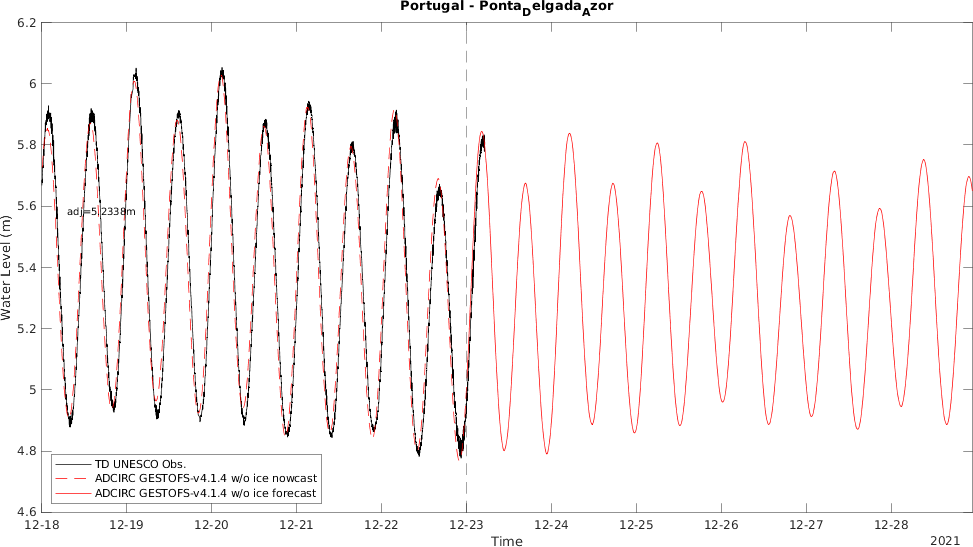 Portugal - Ponta_Delgada_Azor
6.2
6
5.8
5.6
5.4
5.2
5
4.8
4.6
Water Level (m)
adj=5.2338m
TD UNESCO Obs.
ADCIRC GESTOFS-v4.1.4 w/o ice nowcast
ADCIRC GESTOFS-v4.1.4 w/o ice forecast
12-18 12-19 12-20 12-21 12-22 12-23 12-24 12-25 12-26 12-27 12-28
Time
2021